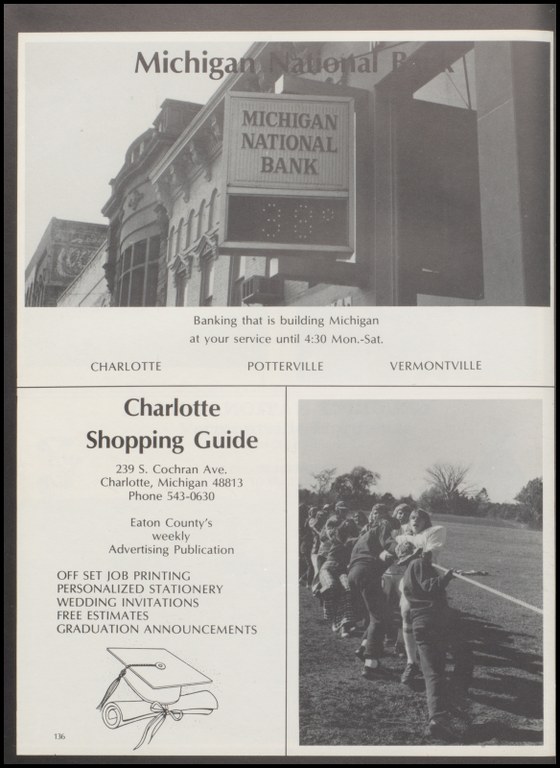 Michigan National Bank
MICHIGAN
NATIONAL
BANK
38°
Banking that is building Michigan
at your service until 4:30 Mon.-Sat.
CHARLOTTE POTTERVILLE VERMONTVILLE
Charlotte
Shopping Guide
239 S. Cochran Ave.
Charlotte, Michigan 48813
Phone 543-0630
Eaton County's
weekly
Advertising Publication
OFF SET JOB PRINTING
PERSONALIZED STATIONERY
WEDDING INVITATIONS
FREE ESTIMATES
GRADUATION ANNOUNCEMENTS
136